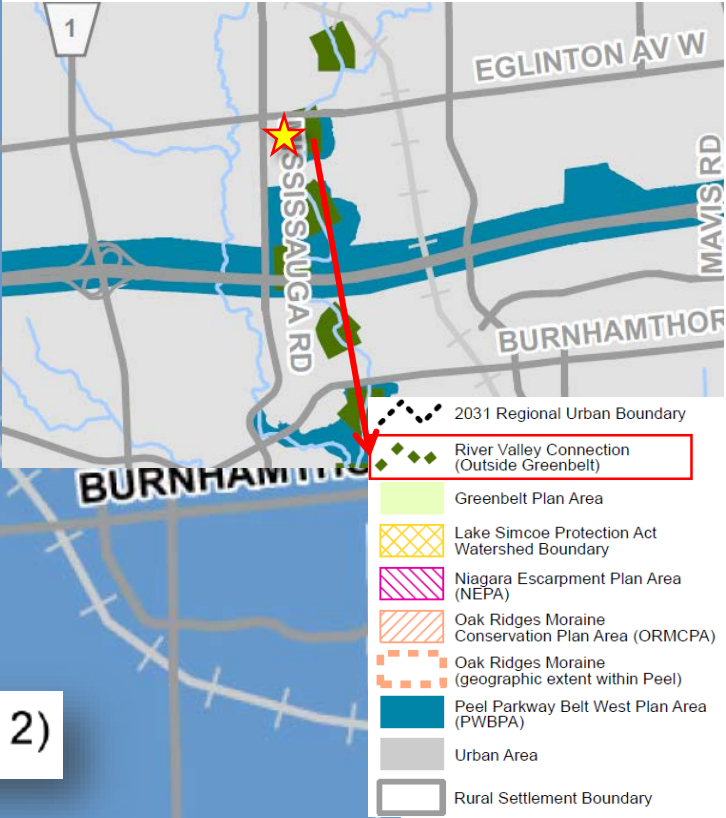 1
EGLINTON AV W
MISSISSAUGA RD
MAVIS RD
BURNHAMTHOR
2031 Regional Urban Boundary
River Valley Connection
(Outside Greenbelt)
Greenbelt Plan Area
Lake Simcoe Protection Act
Watershed Boundary
Niagara Escarpment Plan Area
(NEPA)
Oak Ridges Moraine
Conservation Plan Area (ORMCPA)
Oak Ridges Moraine
(geographic extent within Peel)
Peel Parkway Belt West Plan Area
(PWBPA)
Urban Area
Rural Settlement Boundary
BURNHAMTHO
2)